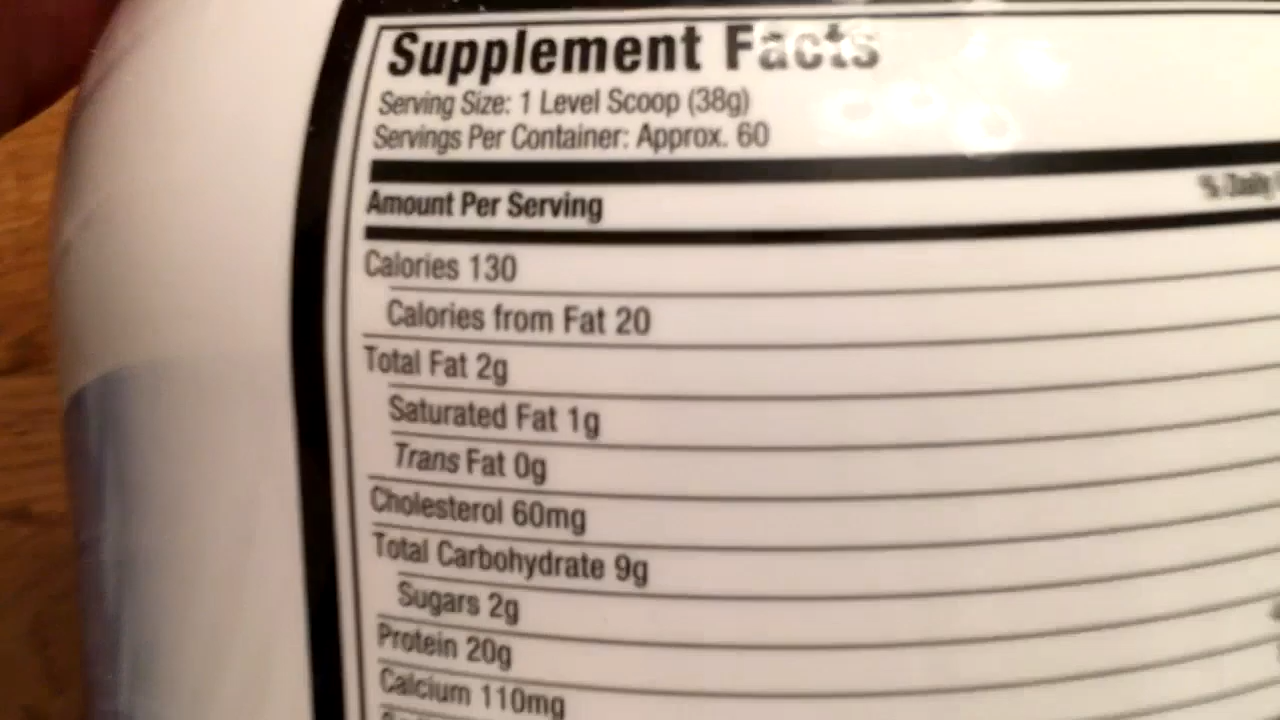 Supplement Facts
Serving Size: 1 Level Scoop (38g)
Servings Per Container: Approx. 60
Amount Per Serving
% Daily
Calories 130
Calories from Fat 20
Total Fat 2g
Saturated Fat 1g
Trans Fat 0g
Cholesterol 60mg
Total Carbohydrate 9g
Sugars 2g
Protein 20g
Calcium 110mg